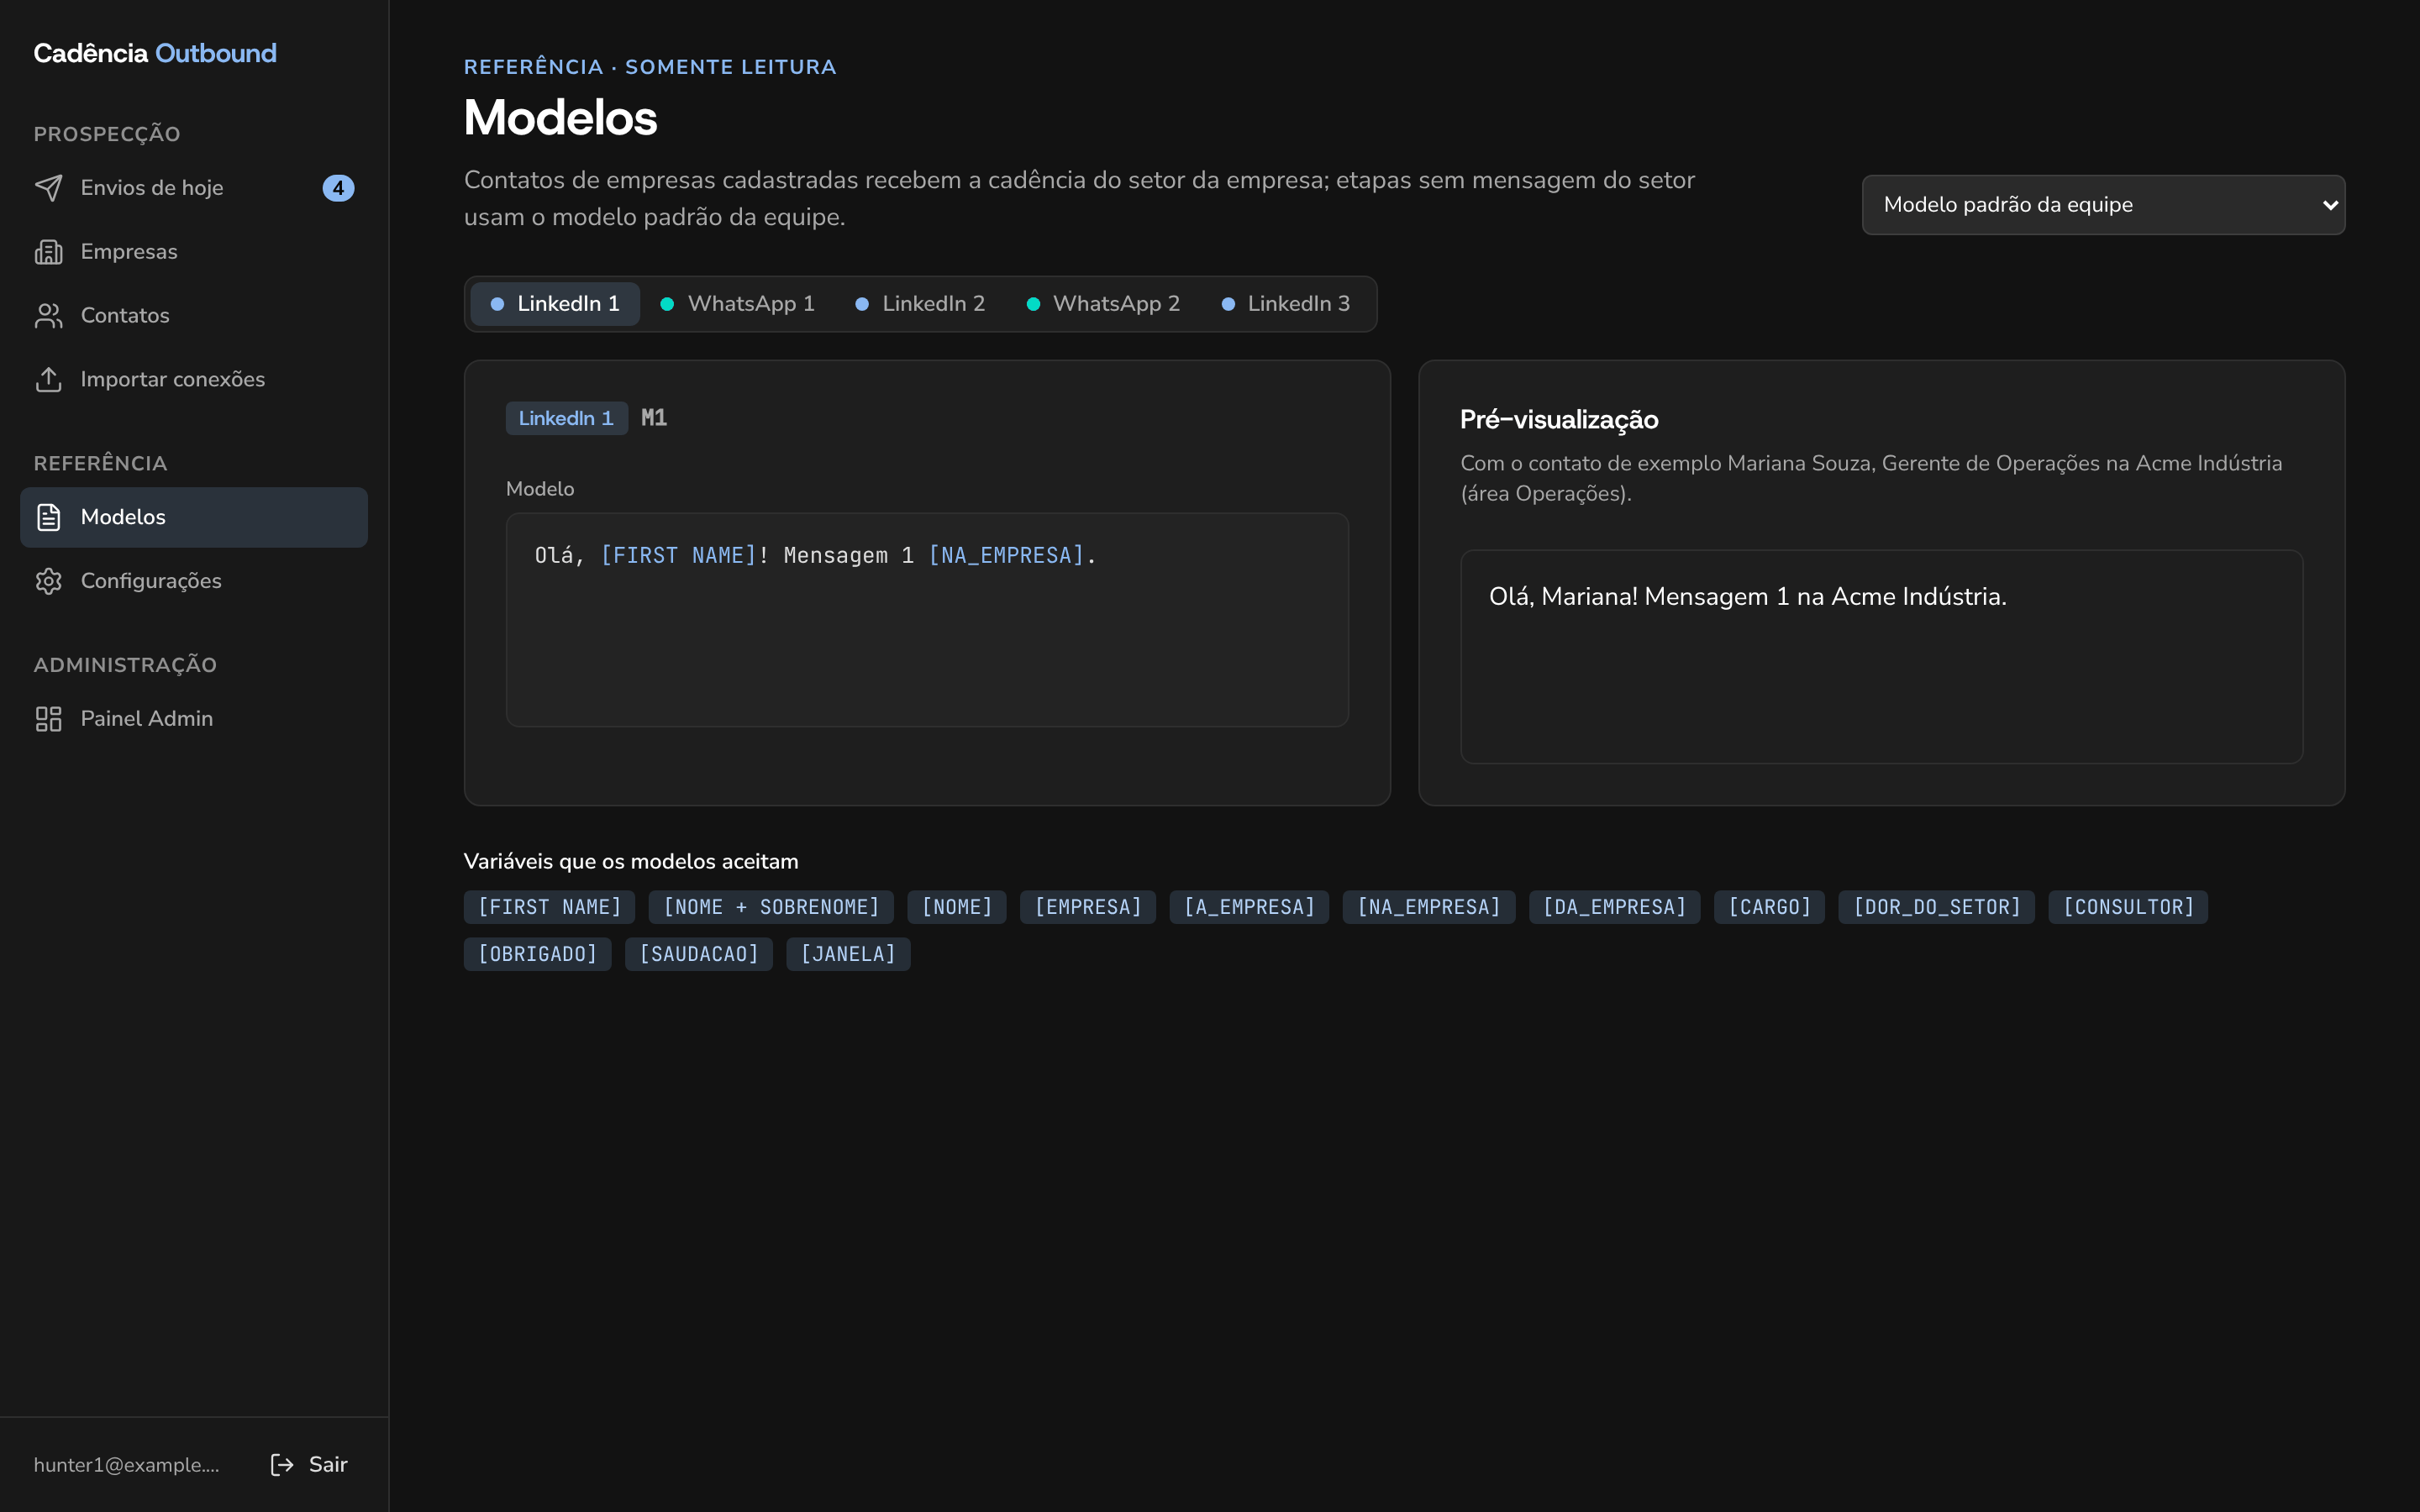 Cadência Outbound
PROSPECÇÃO
Envios de hoje 4
Empresas
Contatos
Importar conexões
REFERÊNCIA
Modelos
Configurações
ADMINISTRAÇÃO
Painel Admin
hunter1@example.... Sair
REFERÊNCIA · SOMENTE LEITURA
Modelos
Contatos de empresas cadastradas recebem a cadência do setor da empresa; etapas sem mensagem do setor
usam o modelo padrão da equipe.
Modelo padrão da equipe
LinkedIn 1 WhatsApp 1 LinkedIn 2 WhatsApp 2 LinkedIn 3
LinkedIn 1 M1
Modelo
Olá, [FIRST NAME]! Mensagem 1 [NA_EMPRESA].
Pré-visualização
Com o contato de exemplo Mariana Souza, Gerente de Operações na Acme Indústria
(área Operações).
Olá, Mariana! Mensagem 1 na Acme Indústria.
Variáveis que os modelos aceitam
[FIRST NAME] [NOME + SOBRENOME] [NOME] [EMPRESA] [A_EMPRESA] [NA_EMPRESA] [DA_EMPRESA] [CARGO] [DOR_DO_SETOR] [CONSULTOR]
[OBRIGADO] [SAUDACAO] [JANELA]